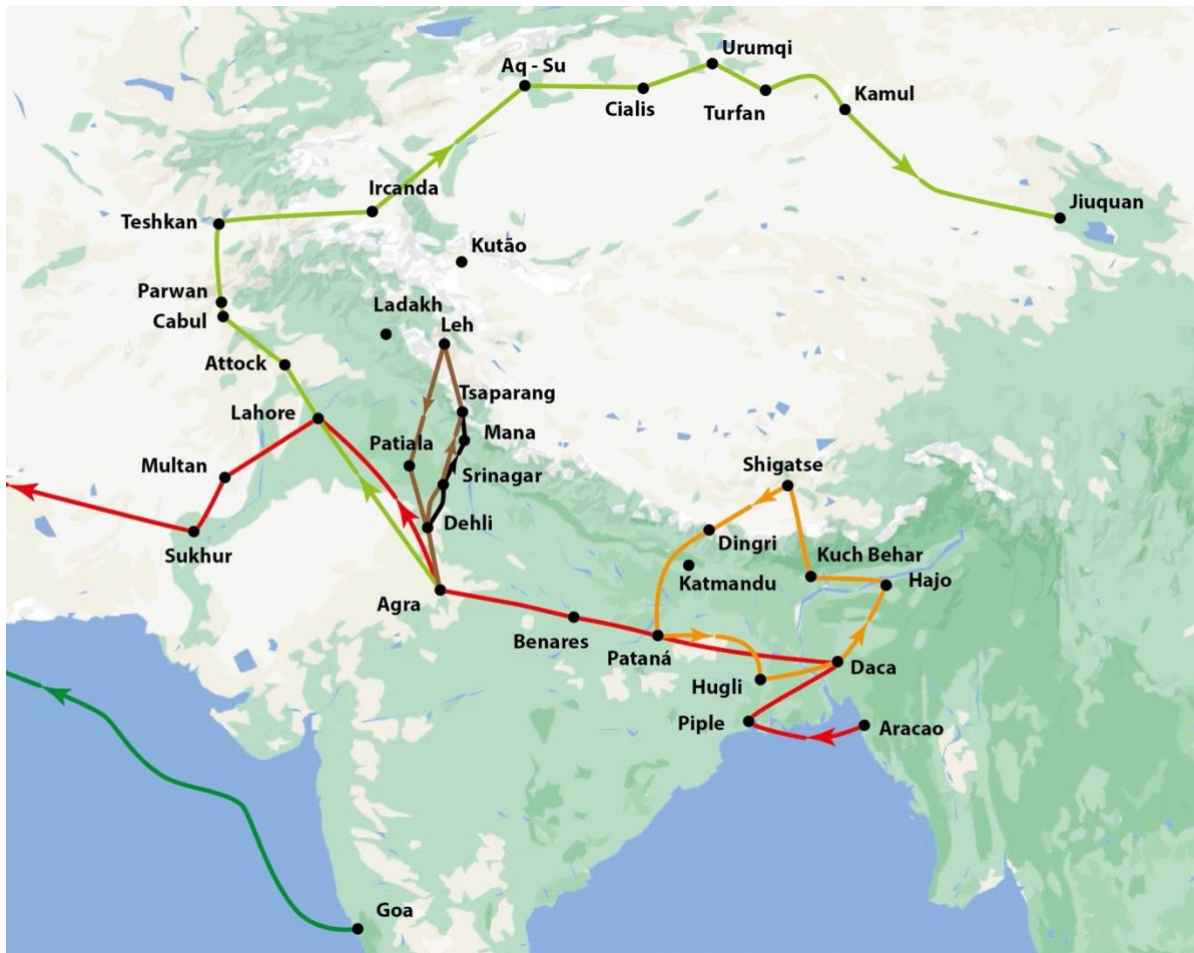 Urumqi
Aq - Su
Cialis
Turfan
Kamul
Ircanda
Jiuquan
Teshkan
Kutão
Parwan
Ladakh
Cabul
Leh
Attock
Tsaparang
Lahore
Mana
Patiala
Multan
Srinagar
Shigatse
Dehli
Sukhur
Dingri
Kuch Behar
Katmandu
Hajo
Agra
Benares
Pataná
Daca
Hugli
Piple
Aracao
Goa